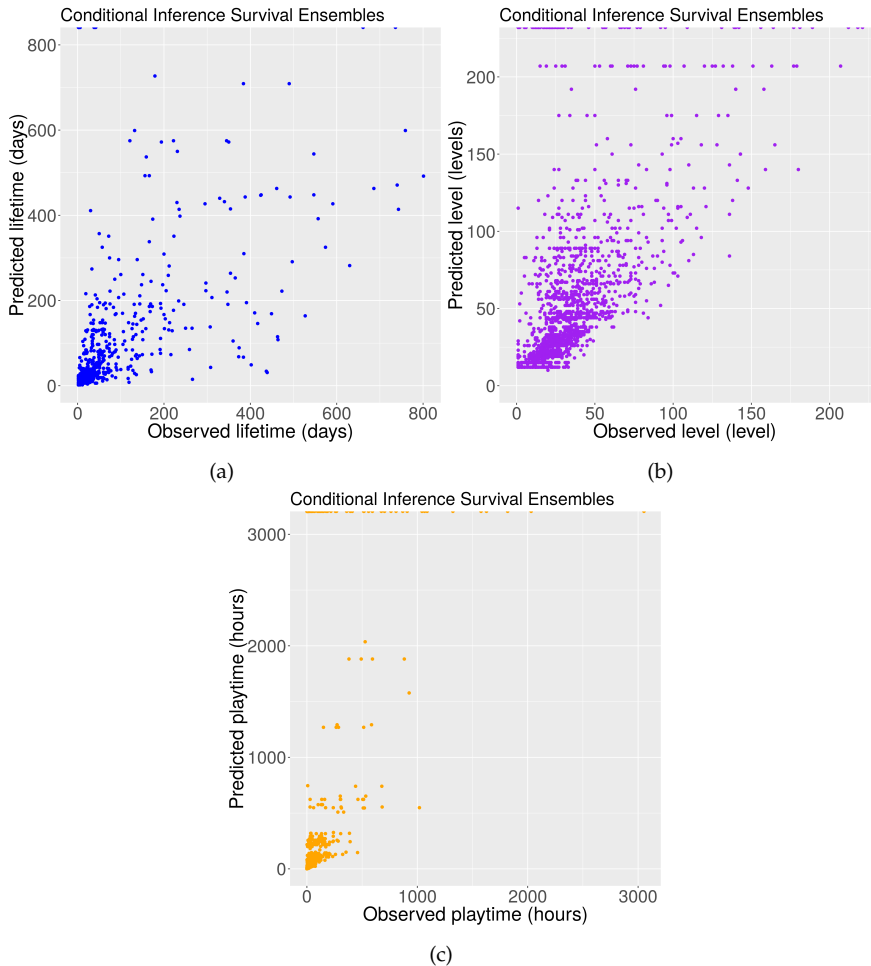 Conditional Inference Survival Ensembles
Predicted lifetime (days)
800
600
400
200
0
0 200 400 600 800
Observed lifetime (days)
(a)
Conditional Inference Survival Ensembles
Predicted level (levels)
200
150
100
50
0
0 50 100 150 200
Observed level (level)
(b)
Conditional Inference Survival Ensembles
Predicted playtime (hours)
3000
2000
1000
0
0 1000 2000 3000
Observed playtime (hours)
(c)